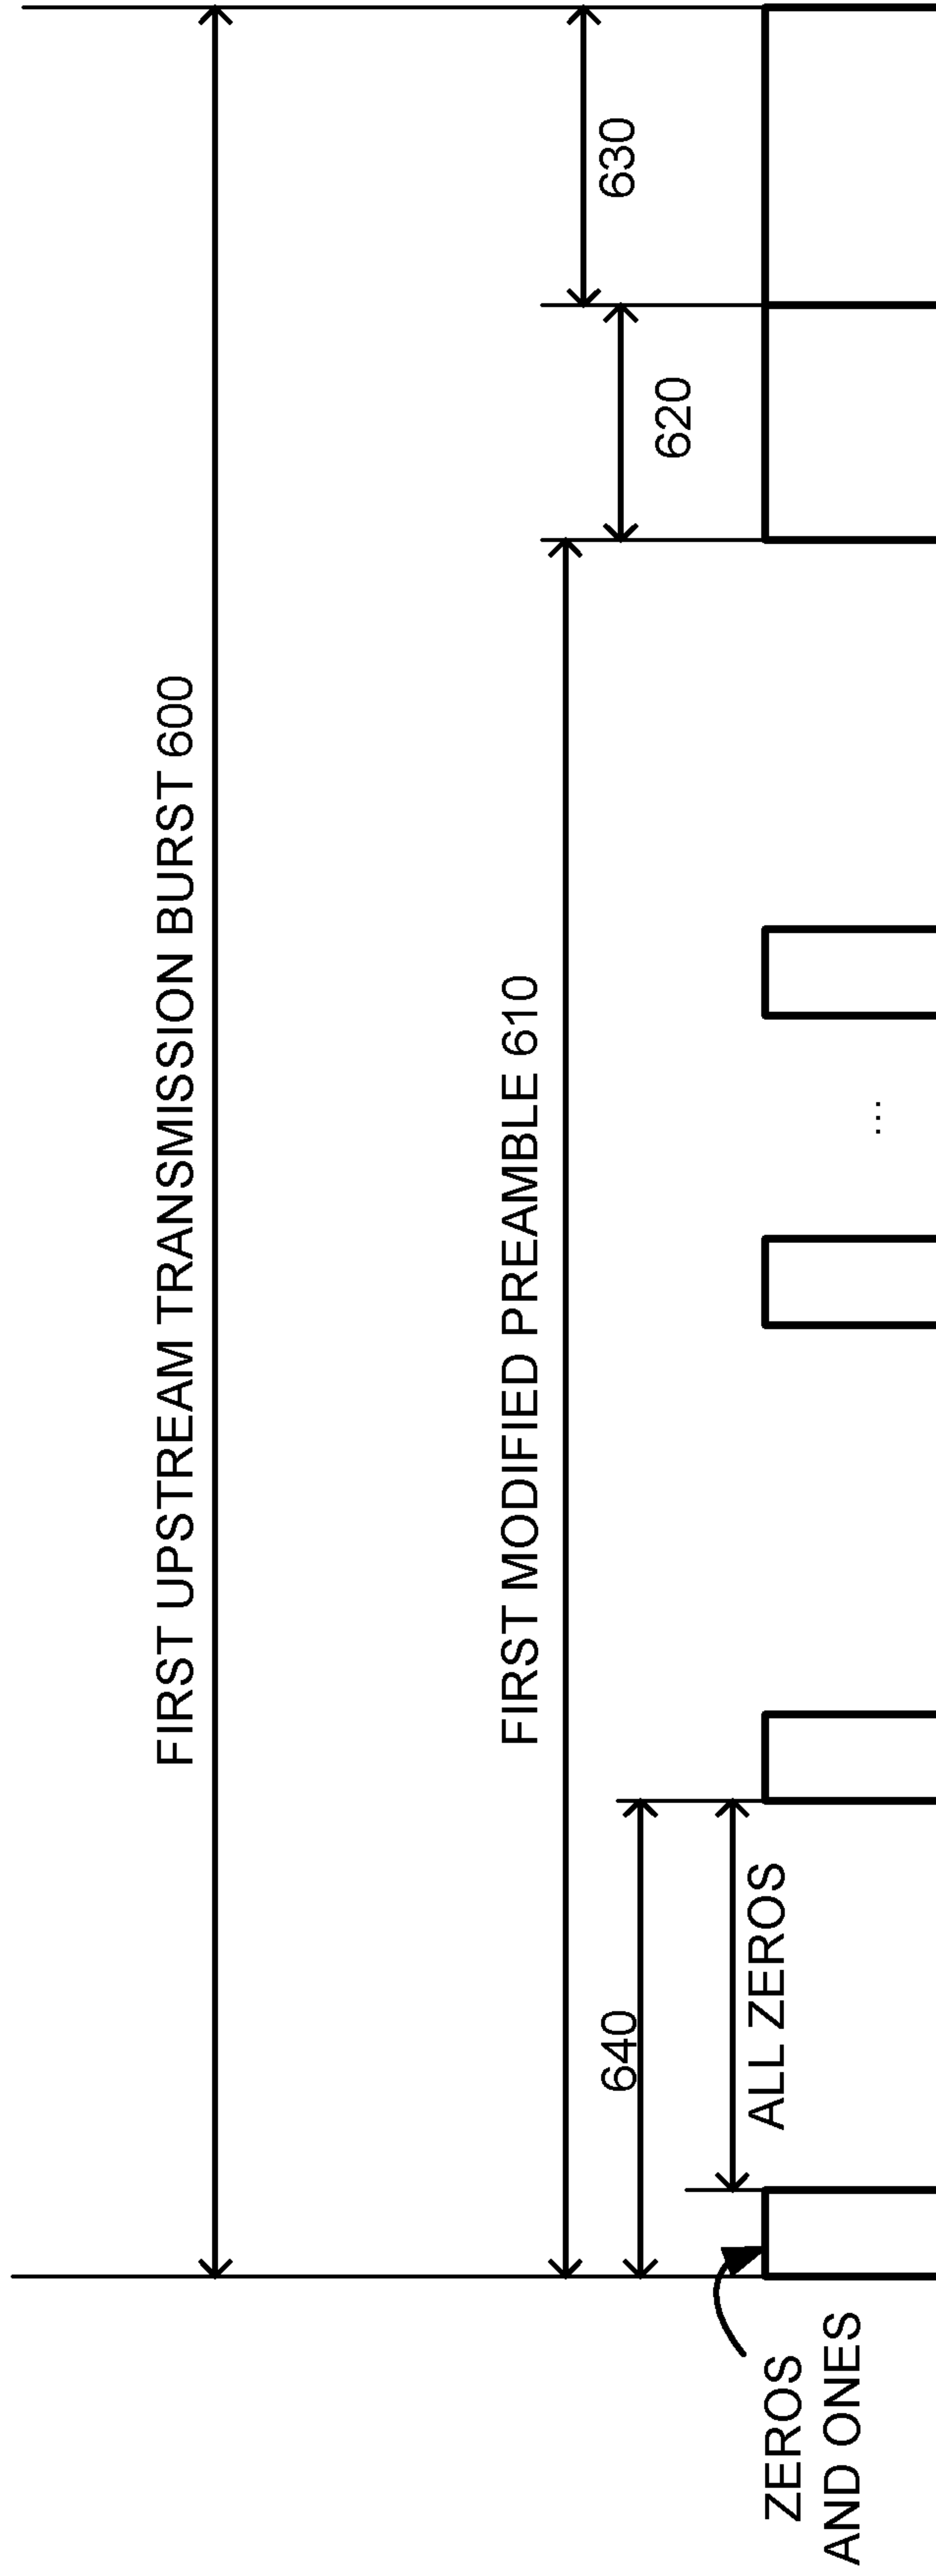 FIRST UPSTREAM TRANSMISSION BURST 600
FIRST MODIFIED PREAMBLE 610
640
620
630
ALL ZEROS
ZEROS
AND ONES
...